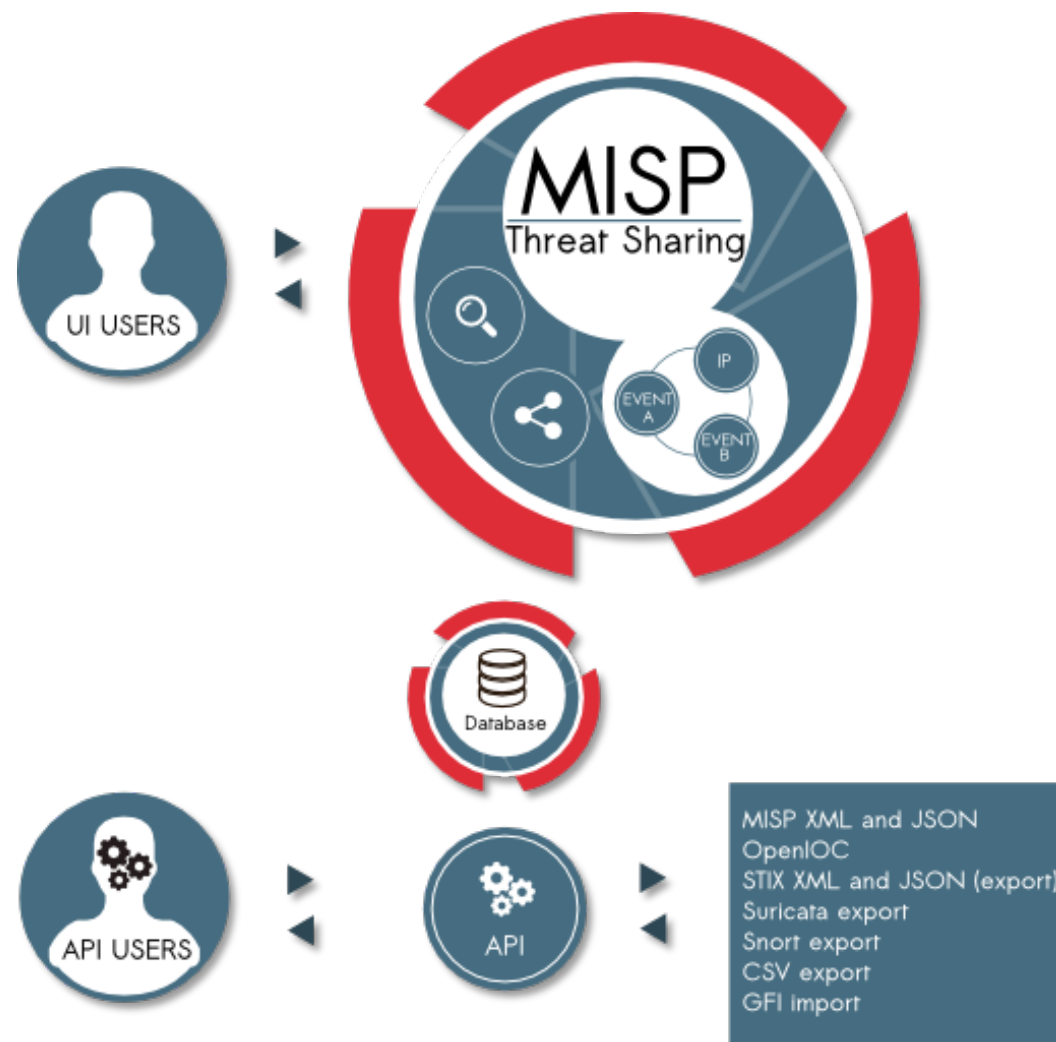 MISP
Threat Sharing
UI USERS
IP
EVENT
A
EVENT
B
Database
API USERS
API
MISP XML and JSON
OpenIOC
STIX XML and JSON (export)
Suricata export
Snort export
CSV export
GFI import